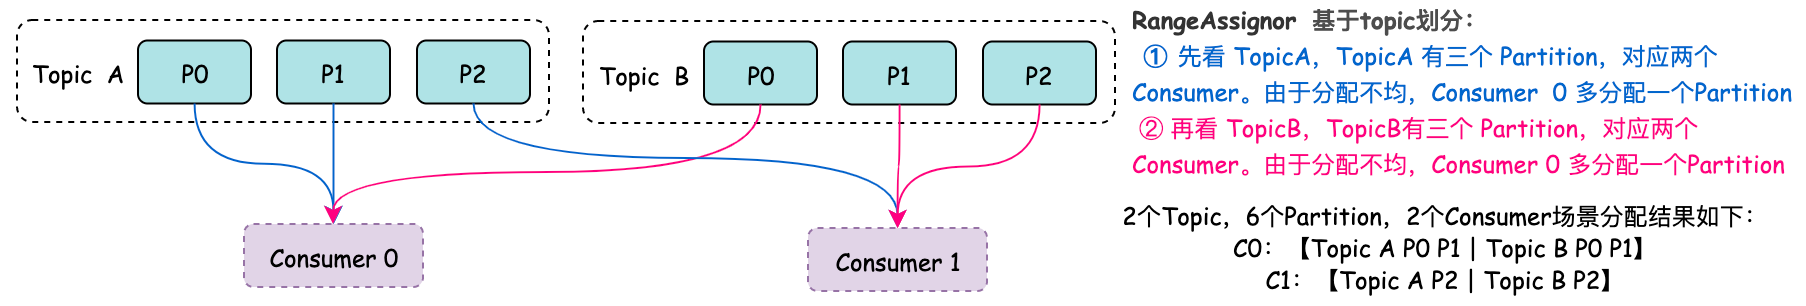 Topic A P0 P1 P2
Topic B P0 P1 P2
Consumer 0
Consumer 1
RangeAssignor 基于topic划分：
① 先看 TopicA，TopicA 有三个 Partition，对应两个
Consumer。由于分配不均，Consumer 0 多分配一个Partition
② 再看 TopicB，TopicB有三个 Partition，对应两个
Consumer。由于分配不均，Consumer 0 多分配一个Partition
2个Topic，6个Partition，2个Consumer场景分配结果如下：
C0：【Topic A P0 P1 | Topic B P0 P1】
C1：【Topic A P2 | Topic B P2】